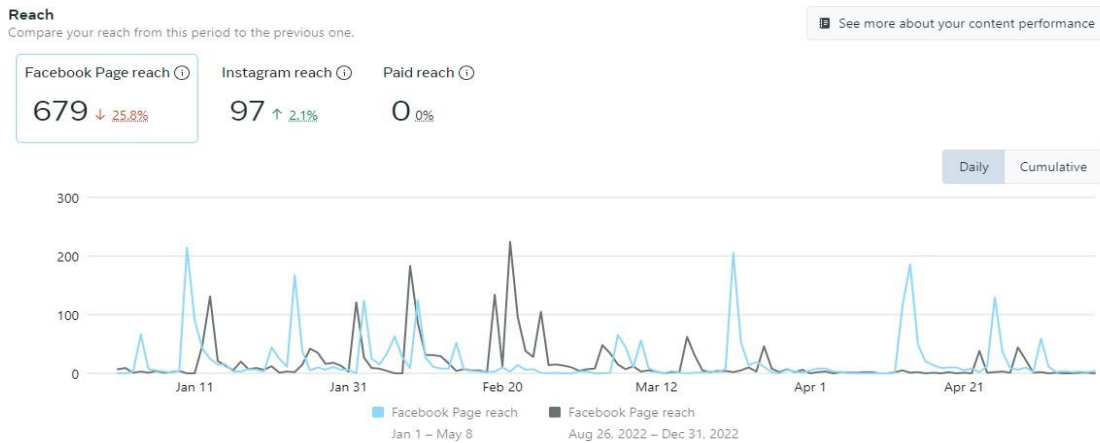 Reach
Compare your reach from this period to the previous one.
See more about your content performance
Facebook Page reach
679 ↓ 25.8%
Instagram reach
97 ↑ 2.1%
Paid reach
0 0%
Daily
Cumulative
300
200
100
0
Jan 11
Jan 31
Feb 20
Mar 12
Apr 1
Apr 21
Facebook Page reach
Jan 1 – May 8
Facebook Page reach
Aug 26, 2022 – Dec 31, 2022